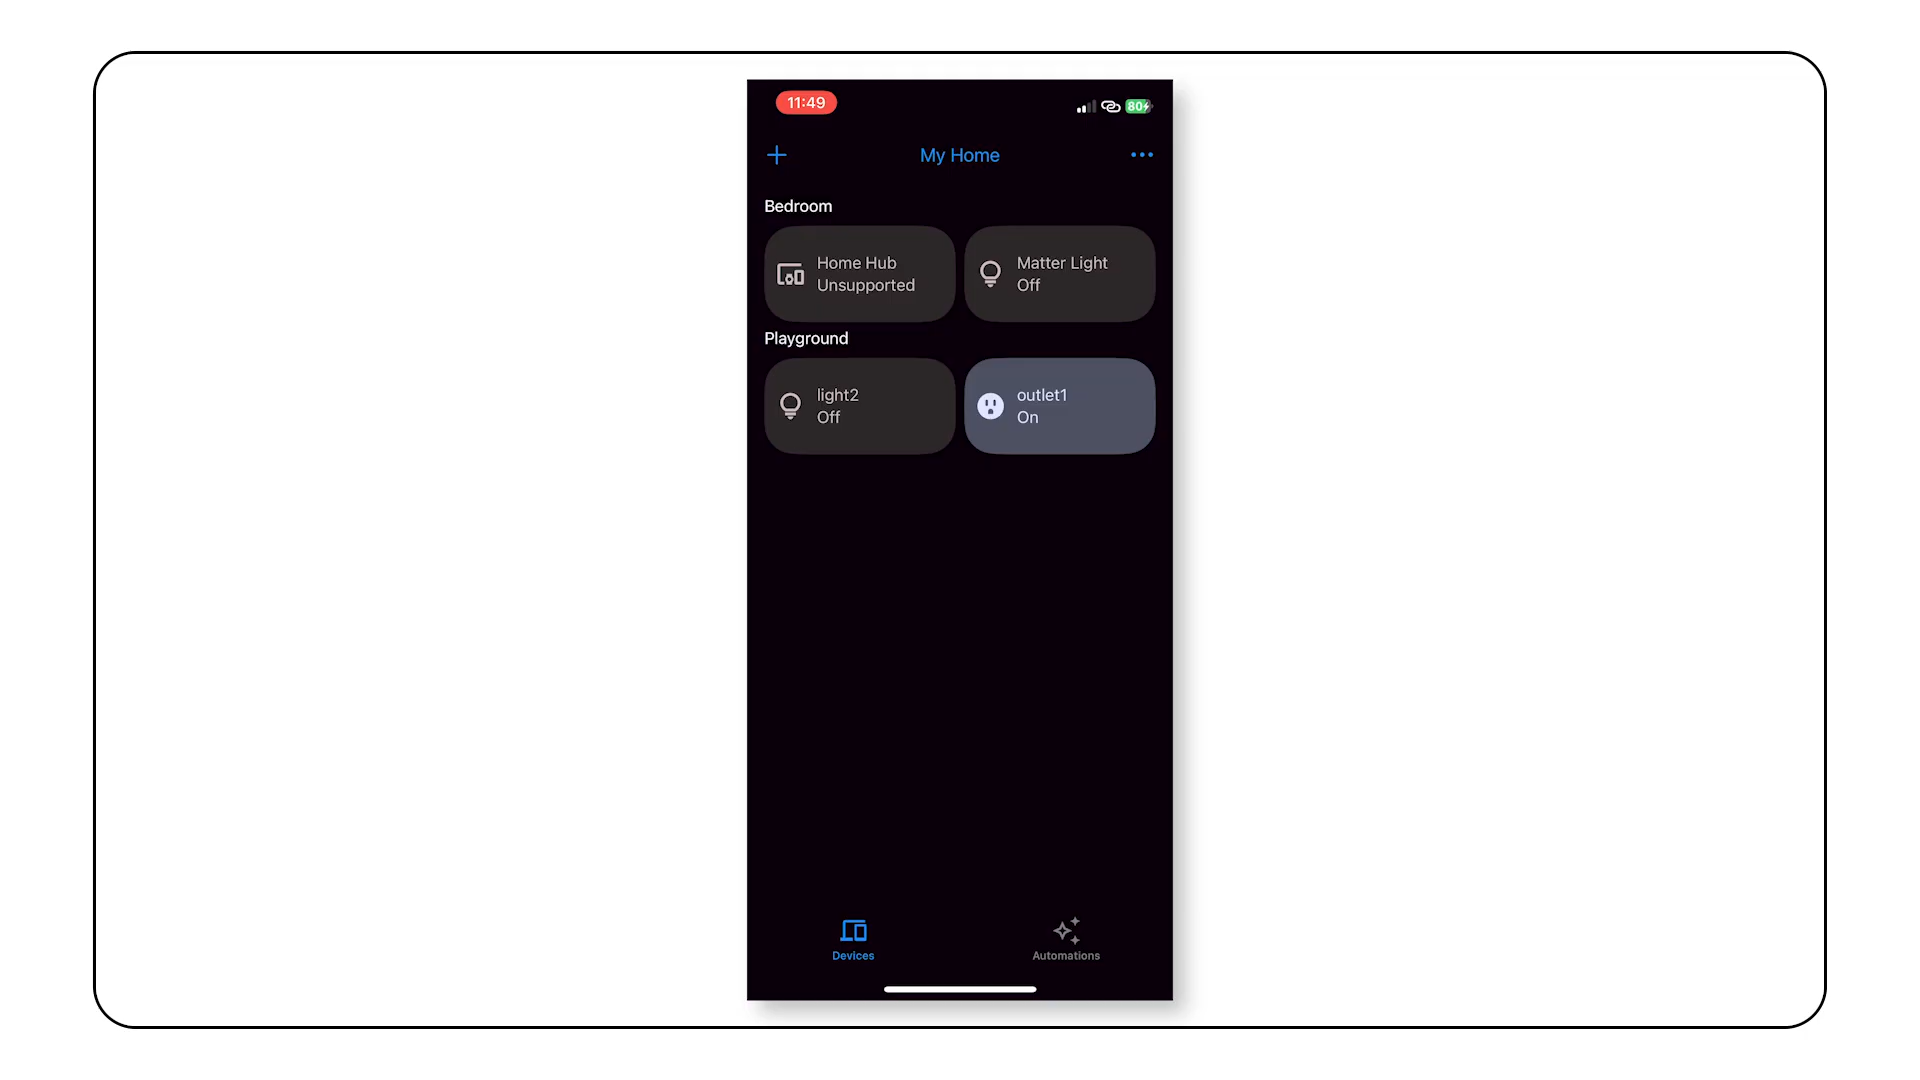 11:49
80
My Home
Bedroom
Home Hub
Unsupported
Matter Light
Off
Playground
light2
Off
outlet1
On
Devices
Automations